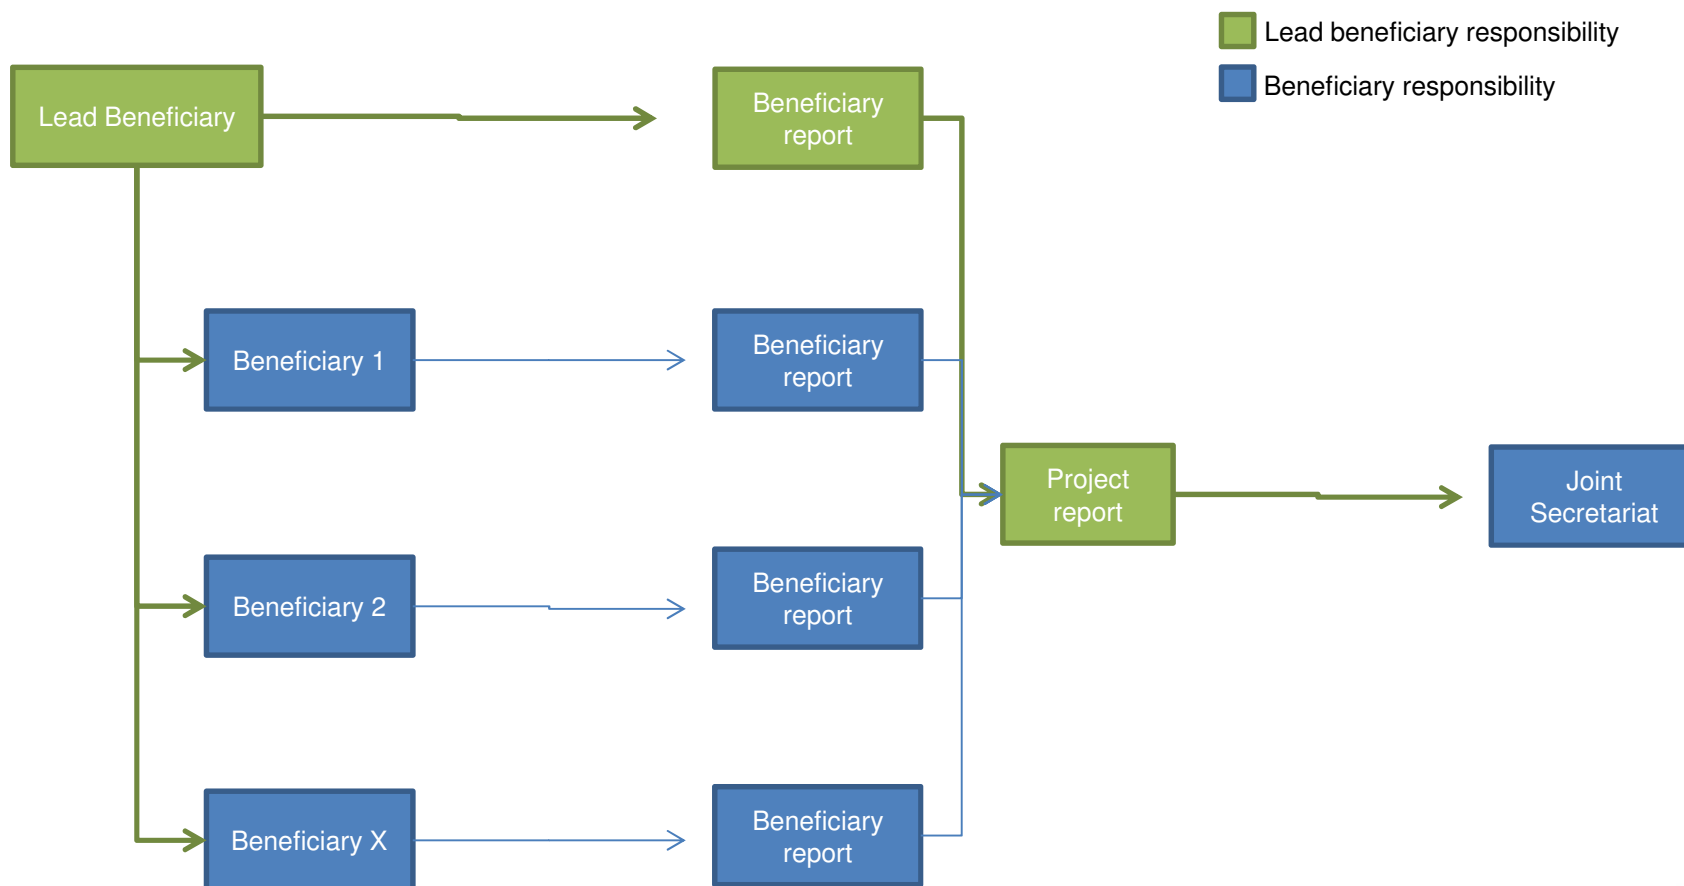 Lead beneficiary responsibility
Beneficiary responsibility
Lead Beneficiary
Beneficiary
report
Beneficiary 1
Beneficiary
report
Project
report
Joint
Secretariat
Beneficiary 2
Beneficiary
report
Beneficiary X
Beneficiary
report